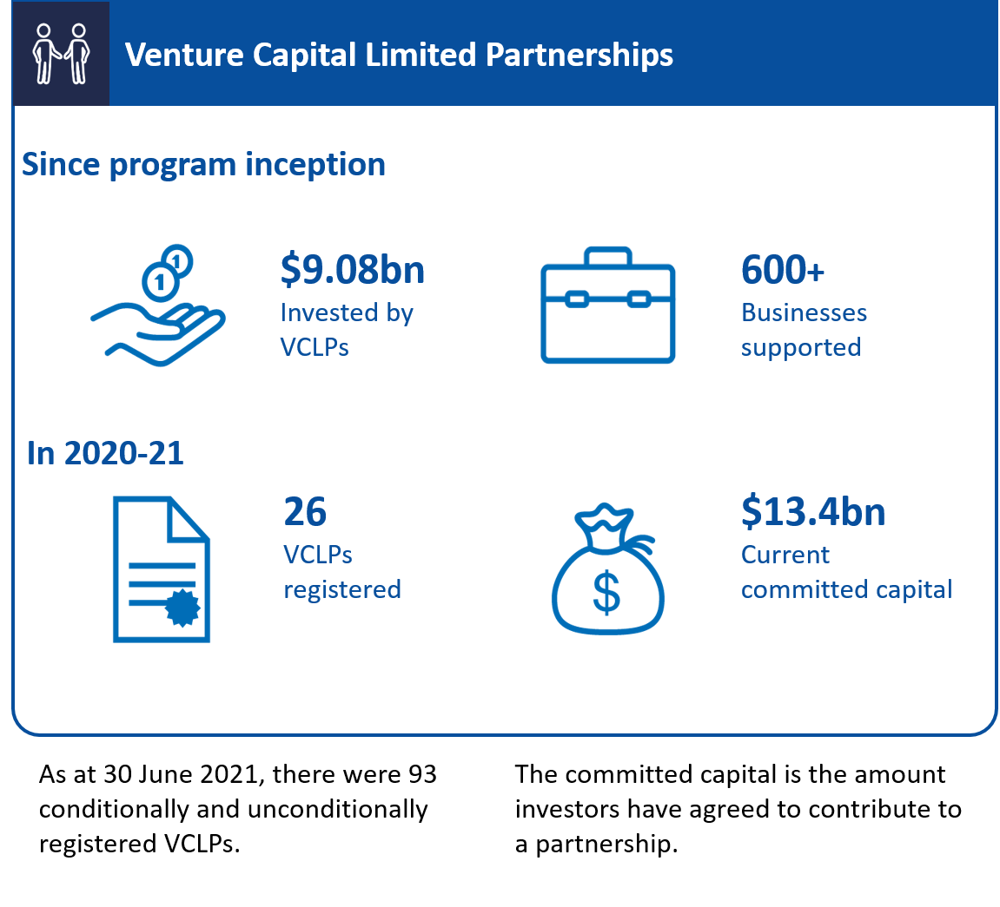 Venture Capital Limited Partnerships
Since program inception
1
1
$9.08bn
Invested by
VCLPs
600+
Businesses
supported
In 2020-21
26
VCLPs
registered
$
$13.4bn
Current
committed capital
As at 30 June 2021, there were 93
conditionally and unconditionally
registered VCLPs.
The committed capital is the amount
investors have agreed to contribute to
a partnership.